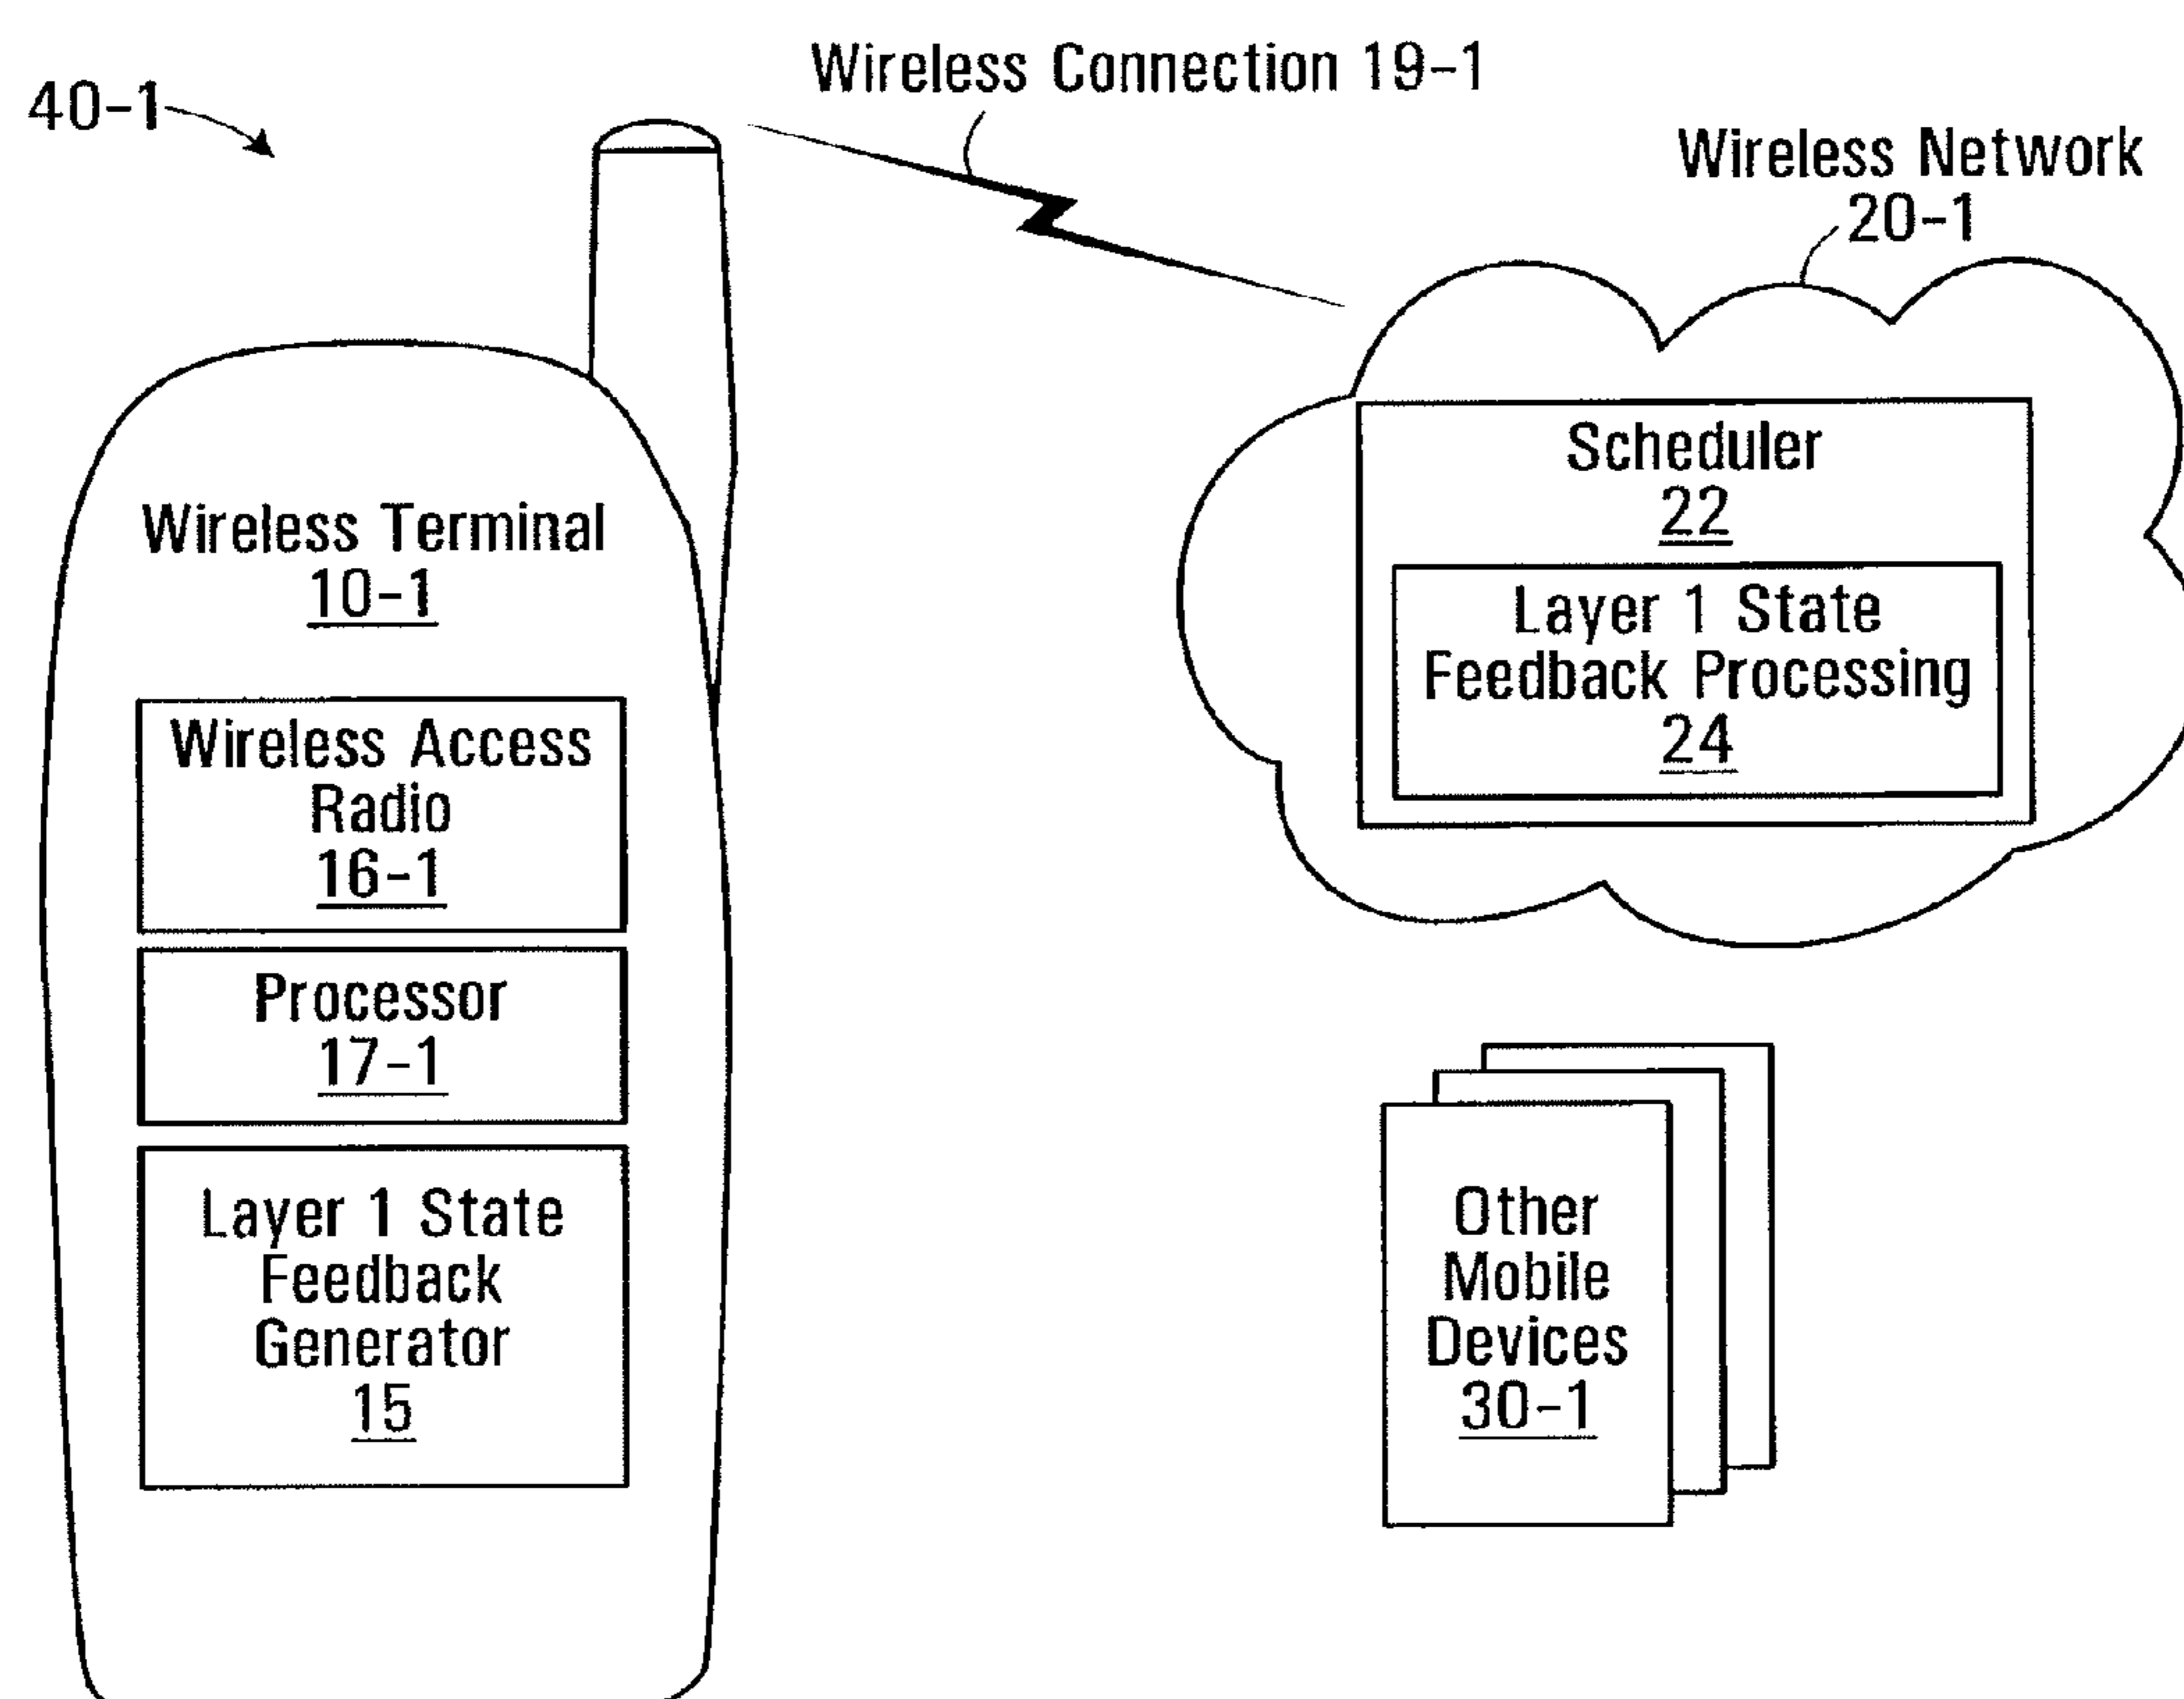 40-1
Wireless Connection 19-1
Wireless Network
20-1
Wireless Terminal
10-1
Wireless Access
Radio
16-1
Processor
17-1
Layer 1 State
Feedback
Generator
15
Scheduler
22
Layer 1 State
Feedback Processing
24
Other
Mobile
Devices
30-1